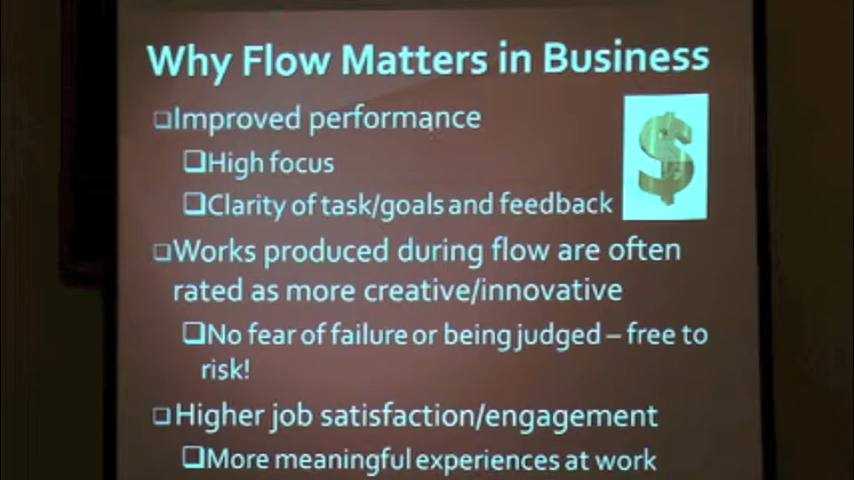 Why Flow Matters in Business
❑Improved performance
❑High focus
❑Clarity of task/goals and feedback
❑Works produced during flow are often
rated as more creative/innovative
❑No fear of failure or being judged – free to
risk!
❑Higher job satisfaction/engagement
❑More meaningful experiences at work